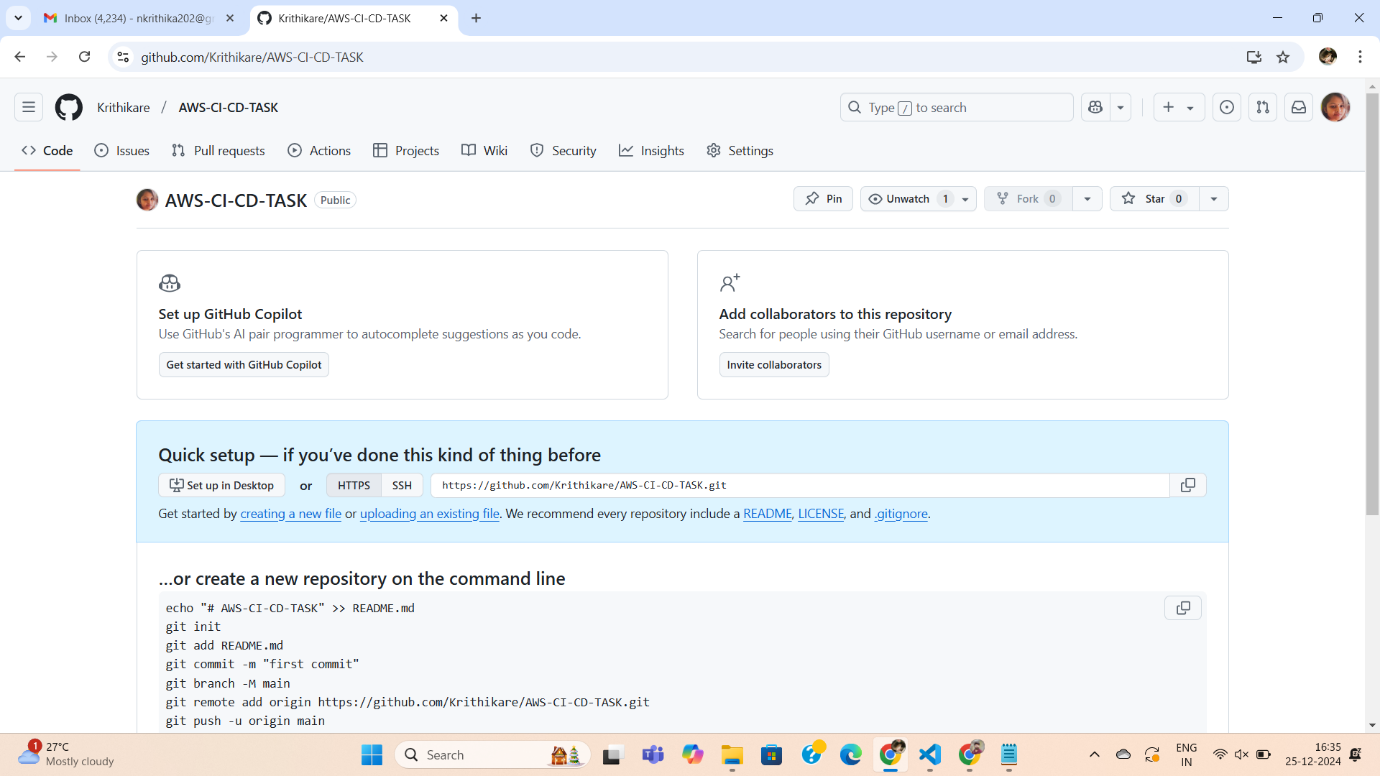 Inbox (4,234) - nkrithika202@g
Krithikare/AWS-CI-CD-TASK
github.com/Krithikare/AWS-CI-CD-TASK
Krithikare / AWS-CI-CD-TASK
Type / to search
Code Issues Pull requests Actions Projects Wiki Security Insights Settings
AWS-CI-CD-TASK Public
Pin Unwatch 1 Fork 0 Star 0
Set up GitHub Copilot
Use GitHub's AI pair programmer to autocomplete suggestions as you code.
Get started with GitHub Copilot
Add collaborators to this repository
Search for people using their GitHub username or email address.
Invite collaborators
Quick setup — if you’ve done this kind of thing before
Set up in Desktop or HTTPS SSH https://github.com/Krithikare/AWS-CI-CD-TASK.git
Get started by creating a new file or uploading an existing file. We recommend every repository include a README, LICENSE, and .gitignore.
…or create a new repository on the command line
echo "# AWS-CI-CD-TASK" >> README.md
git init
git add README.md
git commit -m "first commit"
git branch -M main
git remote add origin https://github.com/Krithikare/AWS-CI-CD-TASK.git
git push -u origin main
1
27°C
Mostly cloudy
Search
ENG
IN
16:35
25-12-2024